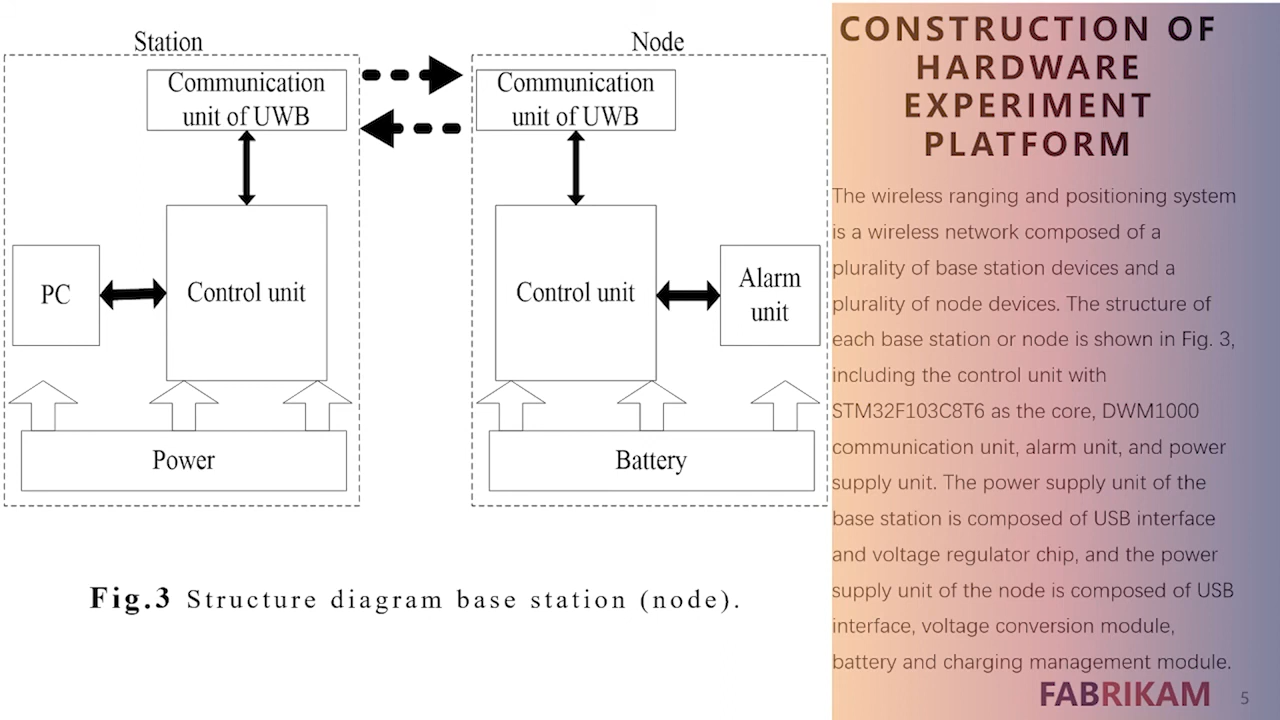 Station
Communication
unit of UWB
PC
Control unit
Power
Node
Communication
unit of UWB
Control unit
Alarm
unit
Battery
Fig.3 Structure diagram base station (node).
CONSTRUCTION OF
HARDWARE
EXPERIMENT
PLATFORM
The wireless ranging and positioning system
is a wireless network composed of a
plurality of base station devices and a
plurality of node devices. The structure of
each base station or node is shown in Fig. 3,
including the control unit with
STM32F103C8T6 as the core, DWM1000
communication unit, alarm unit, and power
supply unit. The power supply unit of the
base station is composed of USB interface
and voltage regulator chip, and the power
supply unit of the node is composed of USB
interface, voltage conversion module,
battery and charging management module.
FABRIKAM
5